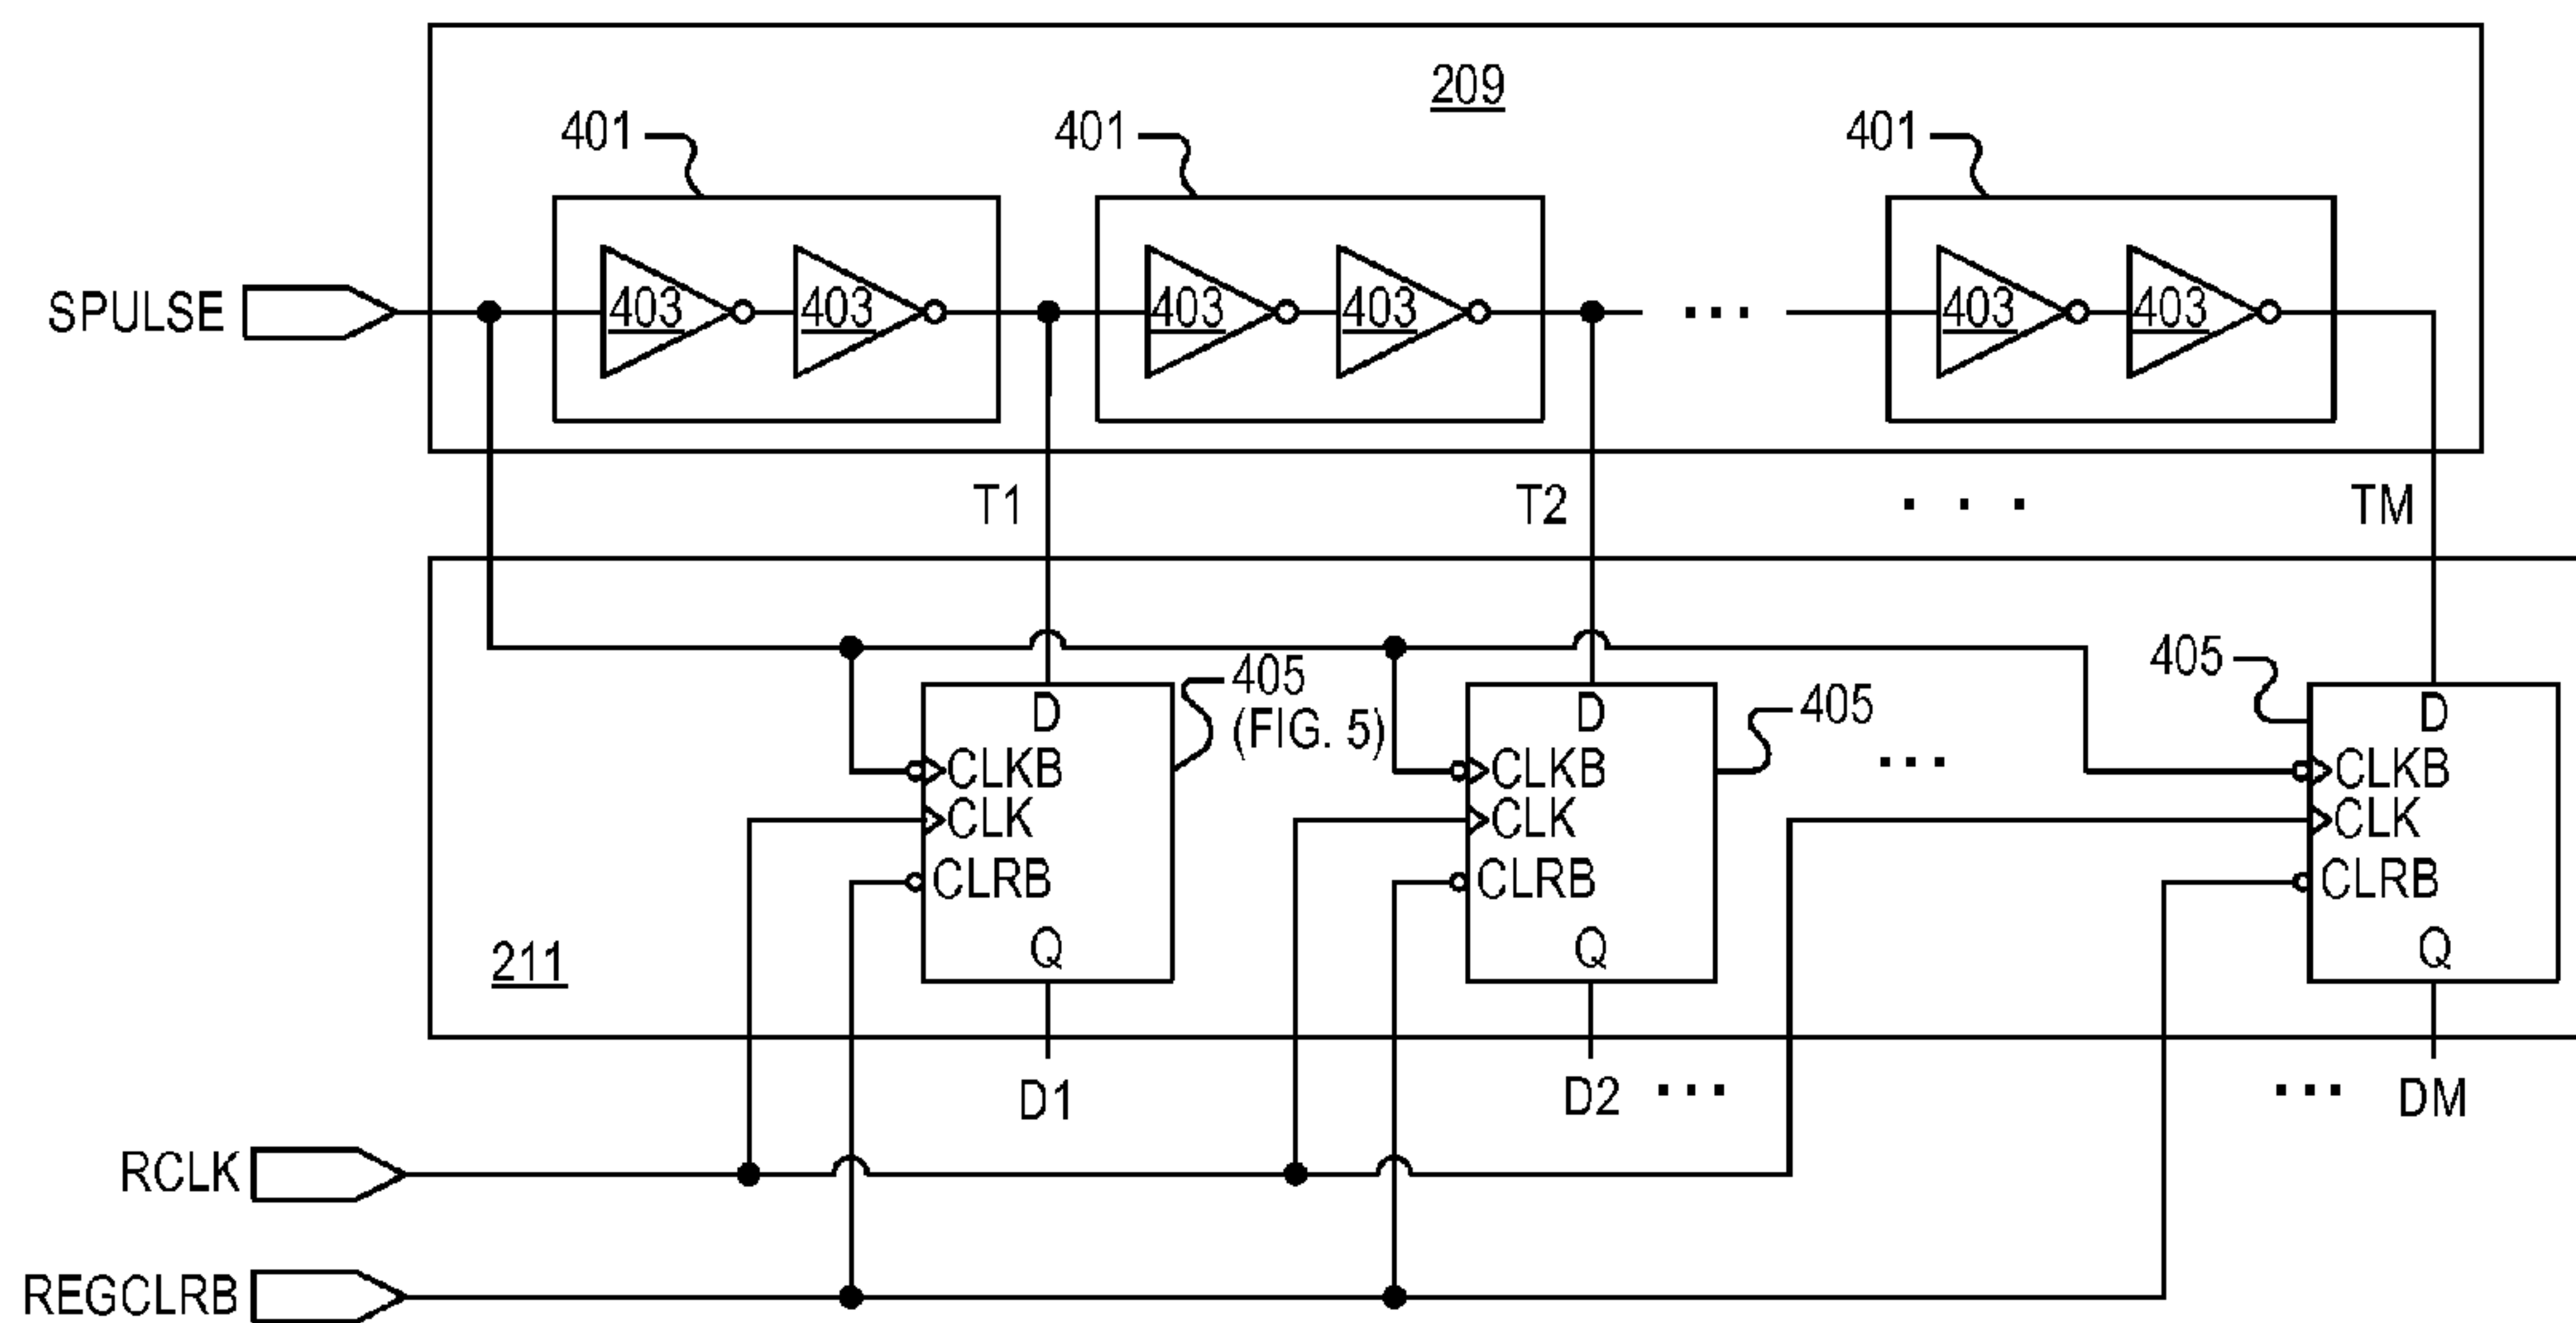 209
401 401 401
SPULSE 403 403 403 403 ... 403 403
T1 T2 . . . TM
405
(FIG. 5) 405 405
D D D
CLKB CLKB ... CLKB
CLK CLK CLK
CLRB CLRB CLRB
211 Q Q Q
D1 D2 ... ... DM
RCLK
REGCLRB